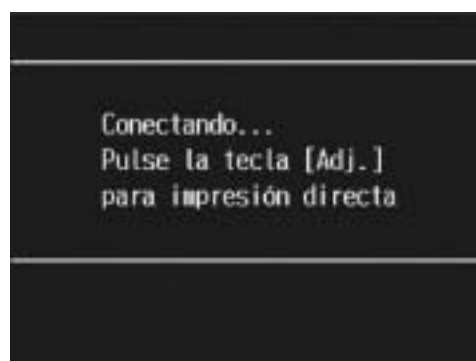 Conectando...
Pulse la tecla [Adj.]
para impresión directa